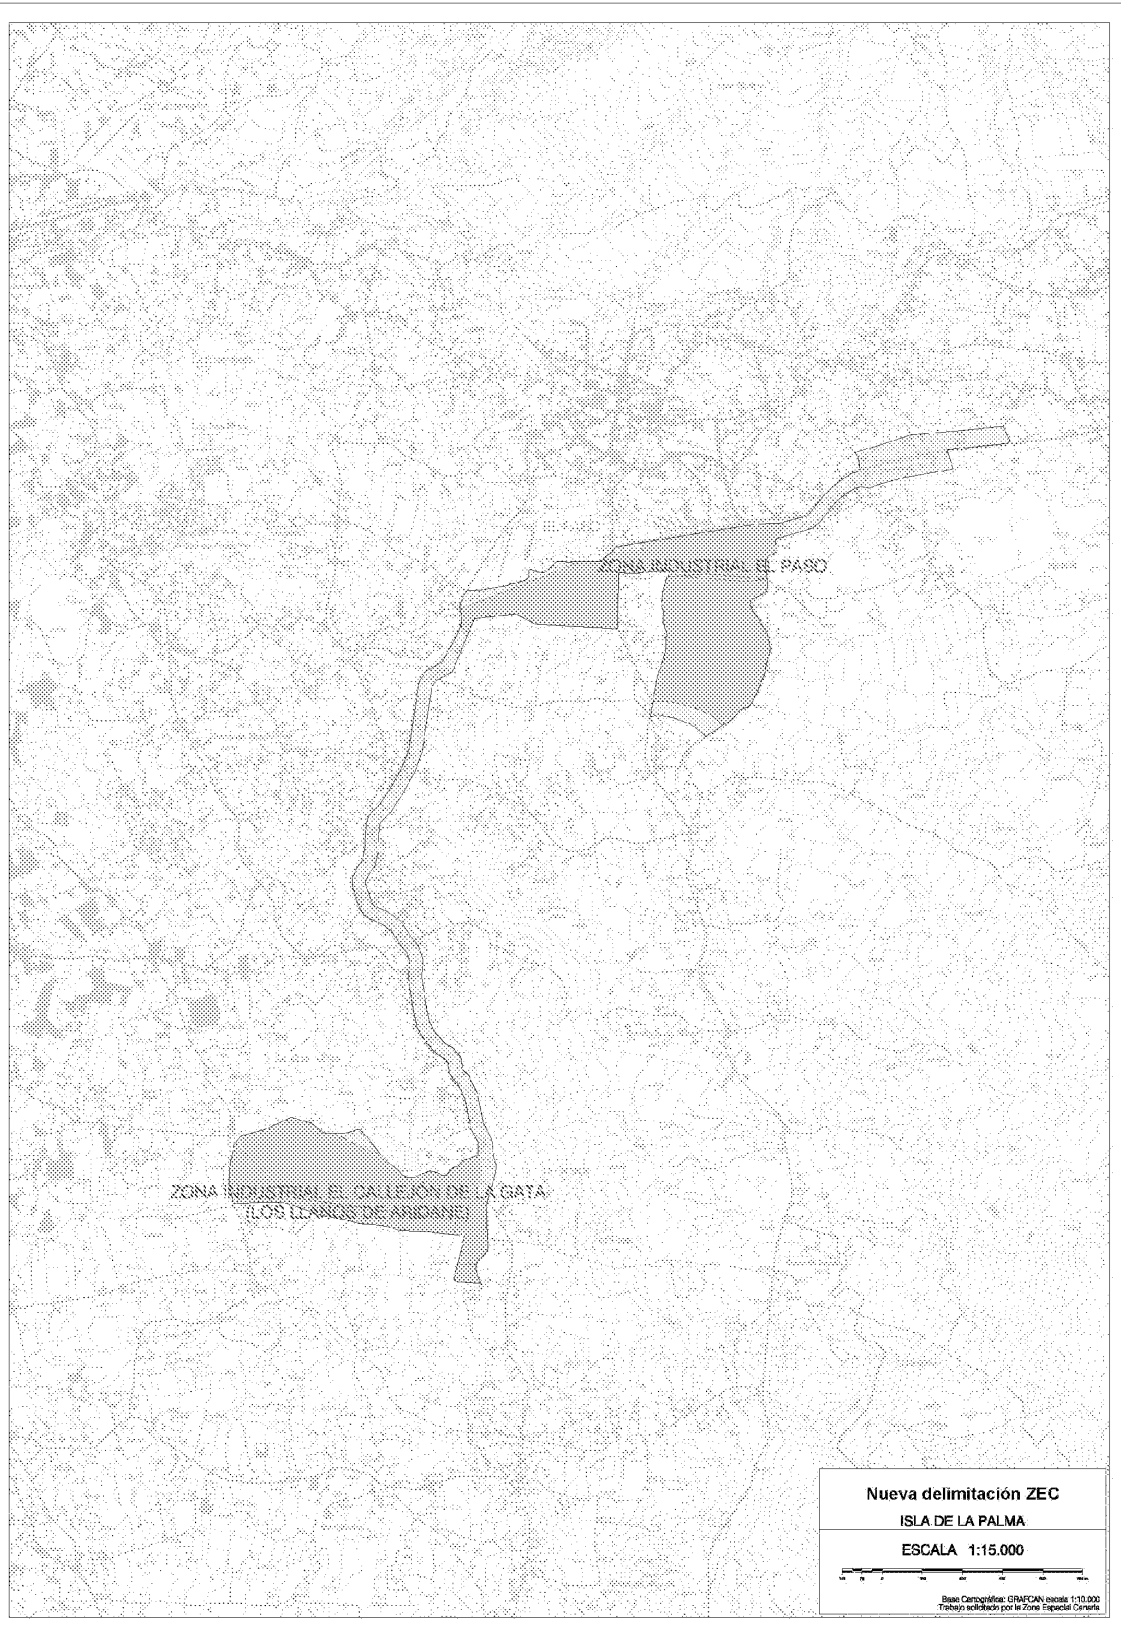 ZONA INDUSTRIAL EL PASO
ZONA INDUSTRIAL EL CALLEJÓN DE LA GATA
(LOS LLANOS DE ARIDANE)
Nueva delimitación ZEC
ISLA DE LA PALMA
ESCALA 1:15.000
Base Cartográfica: GRAFCAN escala 1:10.000
Trabajo solicitado por la Zona Especial Canaria